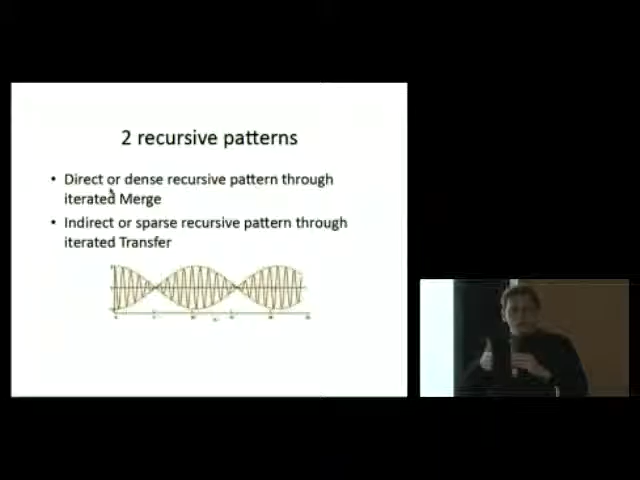 2 recursive patterns
• Direct or dense recursive pattern through
iterated Merge
• Indirect or sparse recursive pattern through
iterated Transfer